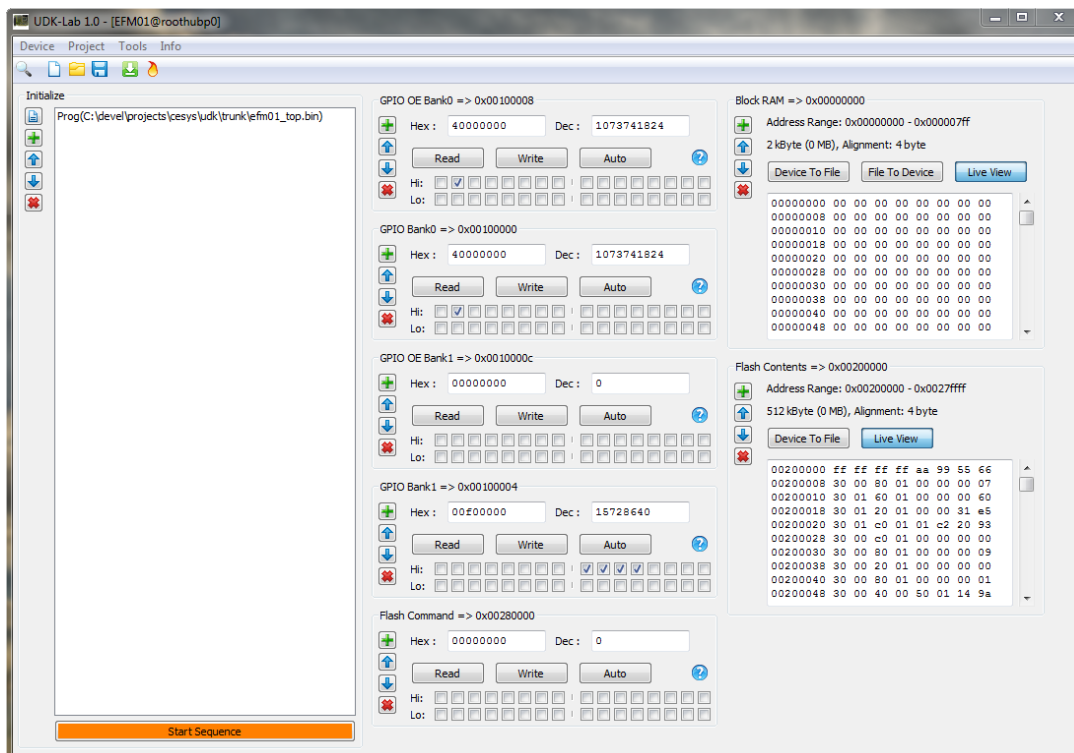 UDK-Lab 1.0 - [EFM01@roothubp0]
Device Project Tools Info
Initialize
Prog(C:\devel\projects\cesys\udk\trunk\efm01_top.bin)
Start Sequence
GPIO OE Bank0 => 0x00100008
Hex : 40000000 Dec : 1073741824
Read Write Auto
Hi:
Lo:
GPIO Bank0 => 0x00100000
Hex : 40000000 Dec : 1073741824
Read Write Auto
Hi:
Lo:
GPIO OE Bank1 => 0x0010000c
Hex : 00000000 Dec : 0
Read Write Auto
Hi:
Lo:
GPIO Bank1 => 0x00100004
Hex : 00f00000 Dec : 15728640
Read Write Auto
Hi:
Lo:
Flash Command => 0x00280000
Hex : 00000000 Dec : 0
Read Write Auto
Hi:
Lo:
Block RAM => 0x00000000
Address Range: 0x00000000 - 0x000007ff
2 kByte (0 MB), Alignment: 4 byte
Device To File File To Device Live View
00000000 00 00 00 00 00 00 00 00
00000008 00 00 00 00 00 00 00 00
00000010 00 00 00 00 00 00 00 00
00000018 00 00 00 00 00 00 00 00
00000020 00 00 00 00 00 00 00 00
00000028 00 00 00 00 00 00 00 00
00000030 00 00 00 00 00 00 00 00
00000038 00 00 00 00 00 00 00 00
00000040 00 00 00 00 00 00 00 00
00000048 00 00 00 00 00 00 00 00
Flash Contents => 0x00200000
Address Range: 0x00200000 - 0x0027ffff
512 kByte (0 MB), Alignment: 4 byte
Device To File Live View
00200000 ff ff ff ff aa 99 55 66
00200008 30 00 80 01 00 00 00 07
00200010 30 01 60 01 00 00 00 60
00200018 30 01 20 01 00 00 31 e5
00200020 30 01 c0 01 01 c2 20 93
00200028 30 00 c0 01 00 00 00 00
00200030 30 00 80 01 00 00 00 09
00200038 30 00 20 01 00 00 00 00
00200040 30 00 80 01 00 00 00 01
00200048 30 00 40 00 50 01 14 9a